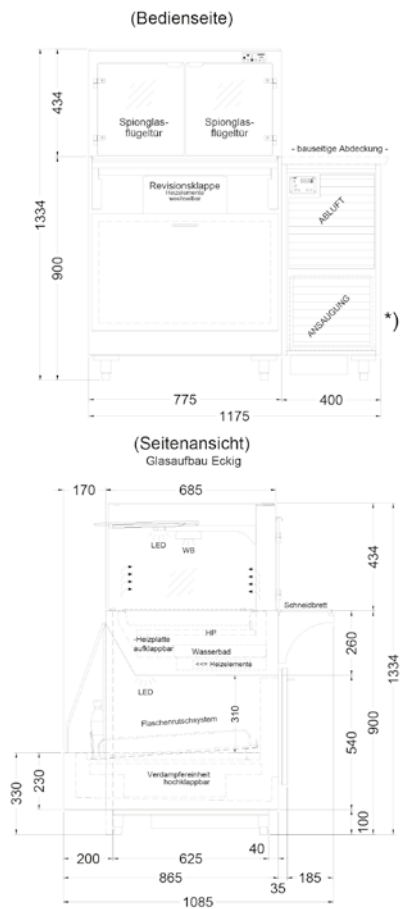 (Bedienseite)
434
1334
900
Spionglas-
flügeltür
Spionglas-
flügeltür
- bauseitige Abdeckung -
Revisionsklappe
Heizelemente
wechselbar
ABLUFT
ANSAUGUNG
*)
775
400
1175
(Seitenansicht)
Glasaufbau Eckig
170
685
LED
WB
434
Schneidbrett
HP
-Heizplatte
aufklappbar
Wasserbad
<<= Heizelemente
260
1334
900
LED
310
Flaschenrutschsystem
540
Verdampfereinheit
hochklappbar
330
230
100
200
625
40
865
35
185
1085